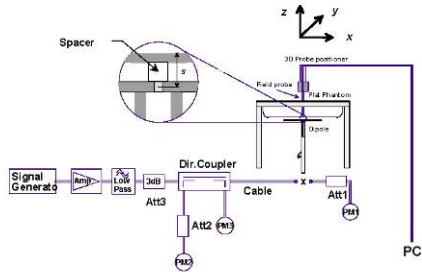 z
y
x
Spacer
s
3D Probe positioner
Field probe
Flat Phantom
Dipole
Signal
Generato
Amp
Low
Pass
3dB
Att3
Dir.Coupler
Cable
x
Att1
PM1
Att2
PM3
PM2
PC